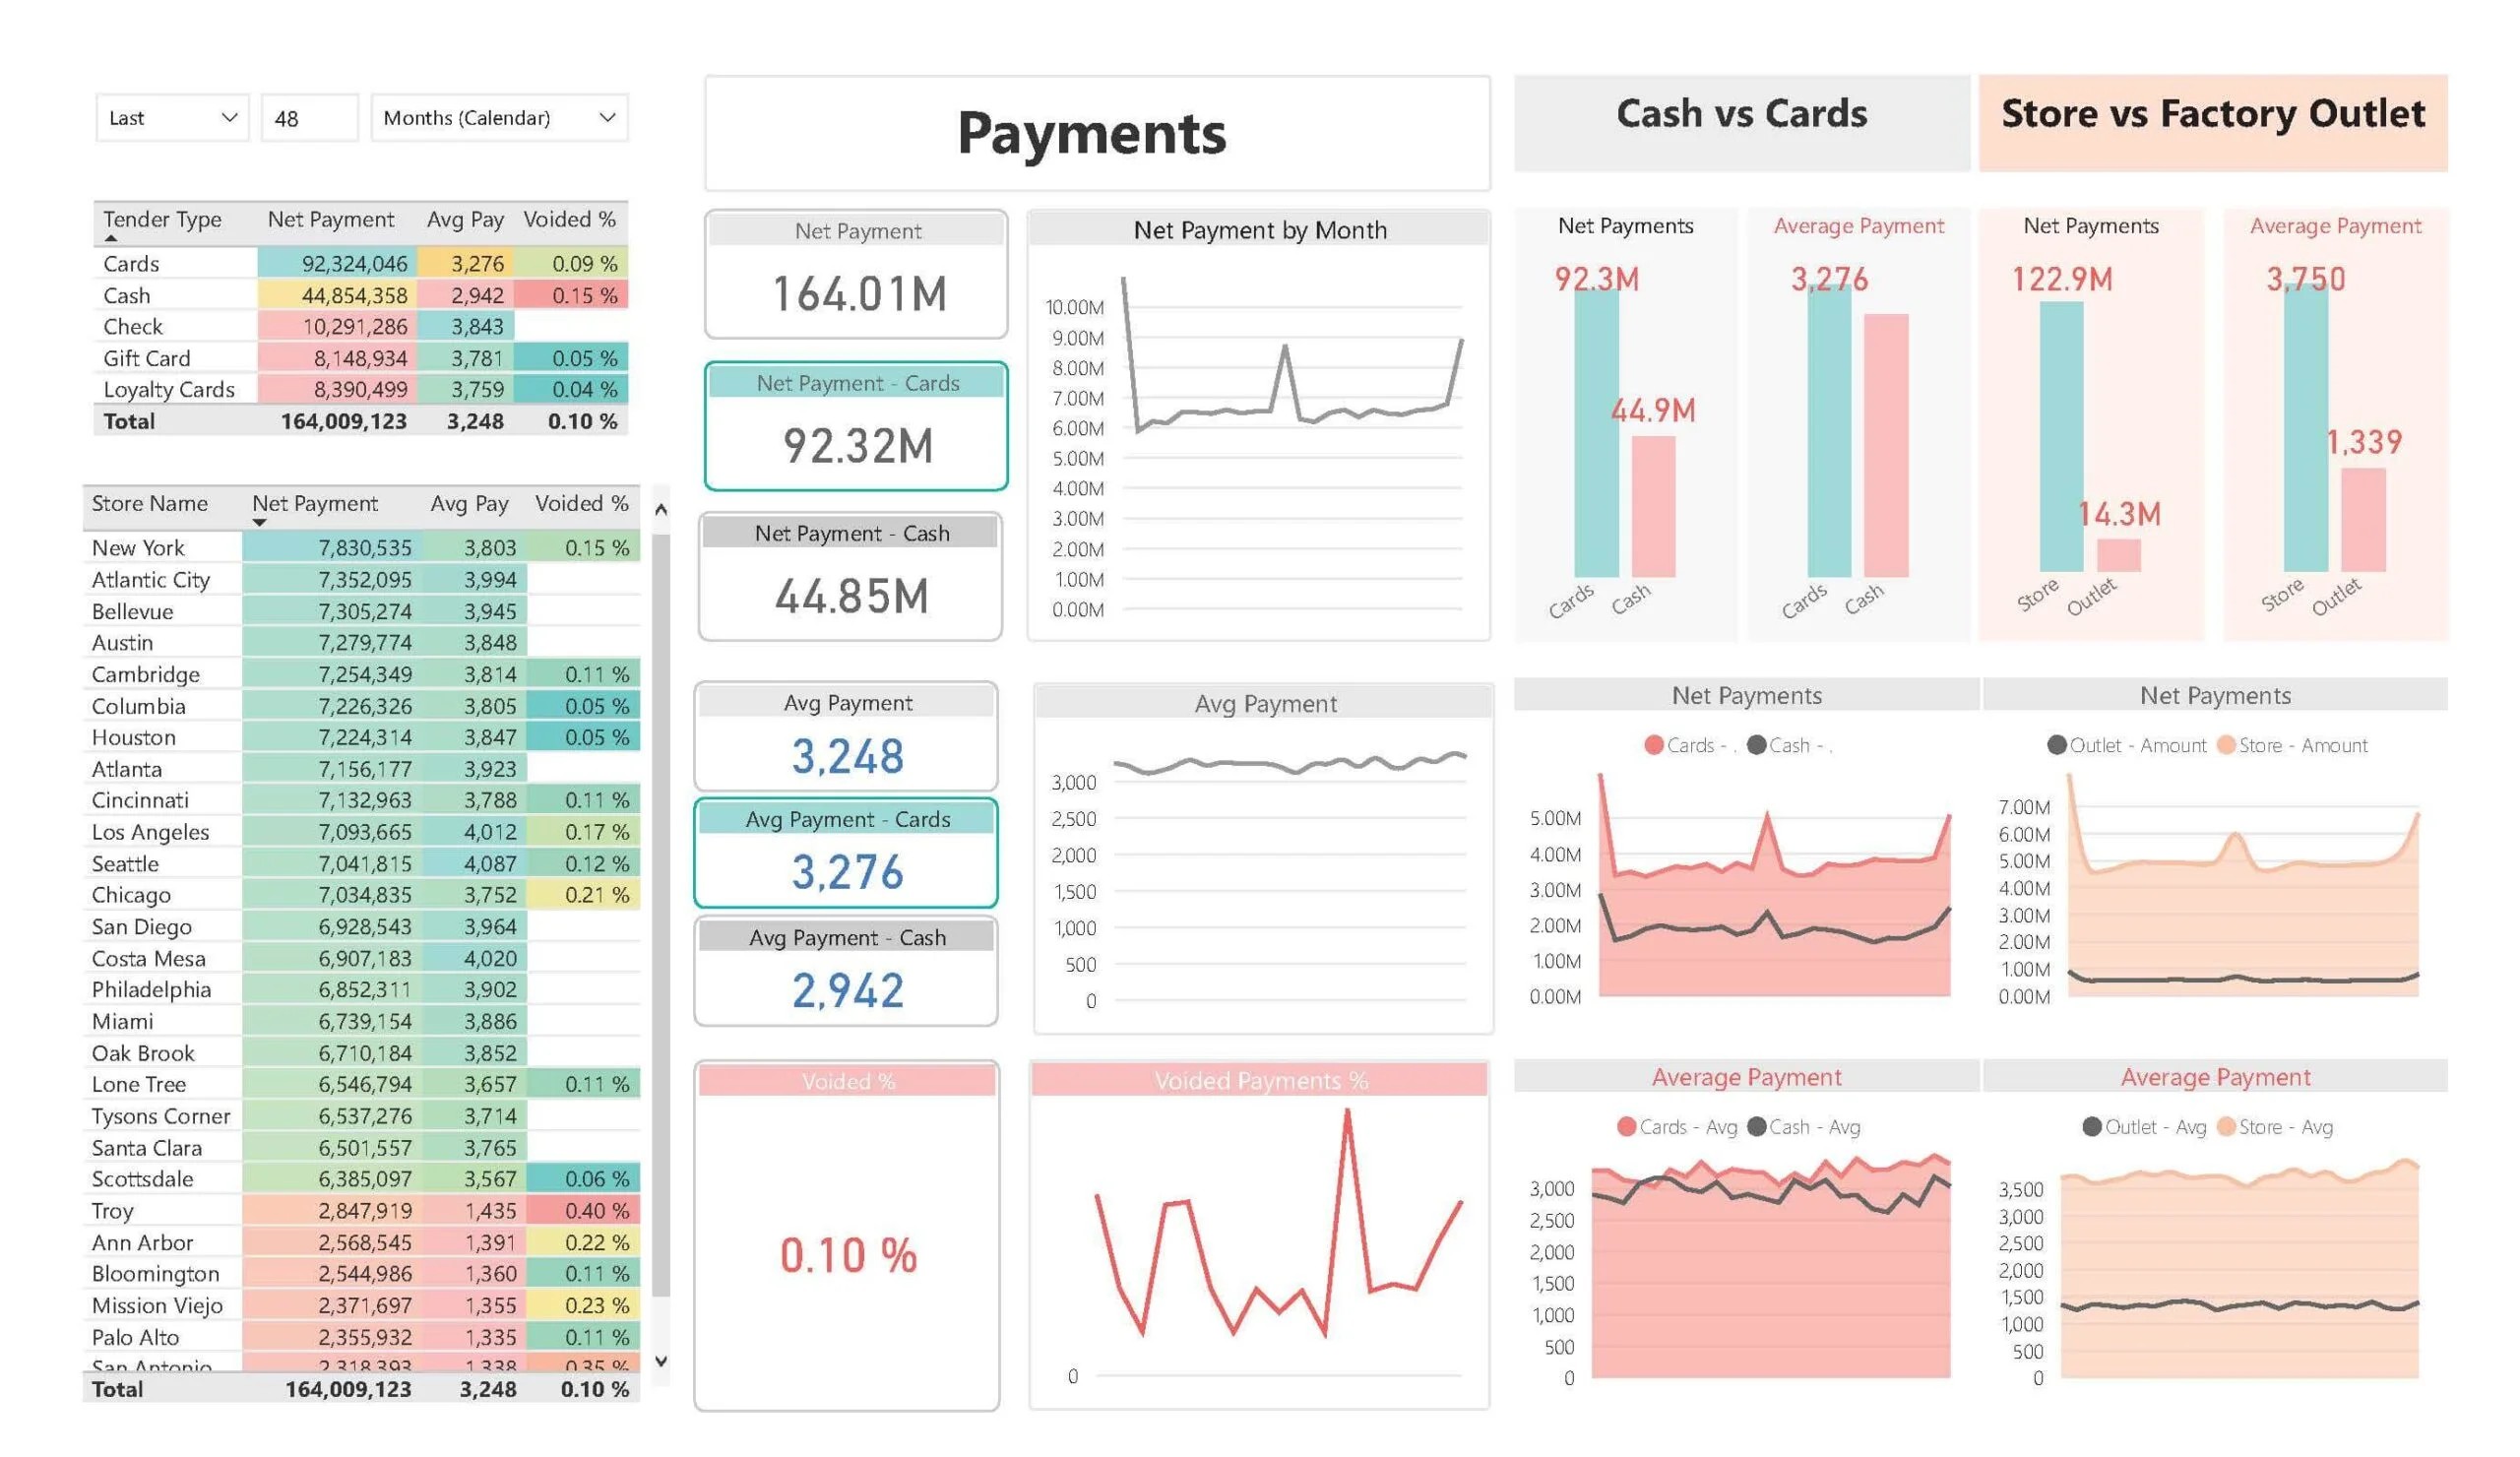 Last 48 Months (Calendar)
Tender Type Net Payment Avg Pay Voided %
Cards 92,324,046 3,276 0.09 %
Cash 44,854,358 2,942 0.15 %
Check 10,291,286 3,843
Gift Card 8,148,934 3,781 0.05 %
Loyalty Cards 8,390,499 3,759 0.04 %
Total 164,009,123 3,248 0.10 %
Store Name Net Payment Avg Pay Voided %
New York 7,830,535 3,803 0.15 %
Atlantic City 7,352,095 3,994
Bellevue 7,305,274 3,945
Austin 7,279,774 3,848
Cambridge 7,254,349 3,814 0.11 %
Columbia 7,226,326 3,805 0.05 %
Houston 7,224,314 3,847 0.05 %
Atlanta 7,156,177 3,923
Cincinnati 7,132,963 3,788 0.11 %
Los Angeles 7,093,665 4,012 0.17 %
Seattle 7,041,815 4,087 0.12 %
Chicago 7,034,835 3,752 0.21 %
San Diego 6,928,543 3,964
Costa Mesa 6,907,183 4,020
Philadelphia 6,852,311 3,902
Miami 6,739,154 3,886
Oak Brook 6,710,184 3,852
Lone Tree 6,546,794 3,657 0.11 %
Tysons Corner 6,537,276 3,714
Santa Clara 6,501,557 3,765
Scottsdale 6,385,097 3,567 0.06 %
Troy 2,847,919 1,435 0.40 %
Ann Arbor 2,568,545 1,391 0.22 %
Bloomington 2,544,986 1,360 0.11 %
Mission Viejo 2,371,697 1,355 0.23 %
Palo Alto 2,355,932 1,335 0.11 %
San Antonio 2,318,393 1,338 0.35 %
Total 164,009,123 3,248 0.10 %
Payments
Net Payment
164.01M
Net Payment - Cards
92.32M
Net Payment - Cash
44.85M
Net Payment by Month
10.00M
9.00M
8.00M
7.00M
6.00M
5.00M
4.00M
3.00M
2.00M
1.00M
0.00M
Avg Payment
3,248
Avg Payment - Cards
3,276
Avg Payment - Cash
2,942
Avg Payment
3,000
2,500
2,000
1,500
1,000
500
0
Voided %
0.10 %
Voided Payments %
0
Cash vs Cards
Net Payments
92.3M
44.9M
Cards Cash
Average Payment
3,276
Cards Cash
Net Payments
Cards - . Cash - .
5.00M
4.00M
3.00M
2.00M
1.00M
0.00M
Average Payment
Cards - Avg Cash - Avg
3,000
2,500
2,000
1,500
1,000
500
0
Store vs Factory Outlet
Net Payments
122.9M
14.3M
Store Outlet
Average Payment
3,750
1,339
Store Outlet
Net Payments
Outlet - Amount Store - Amount
7.00M
6.00M
5.00M
4.00M
3.00M
2.00M
1.00M
0.00M
Average Payment
Outlet - Avg Store - Avg
3,500
3,000
2,500
2,000
1,500
1,000
500
0